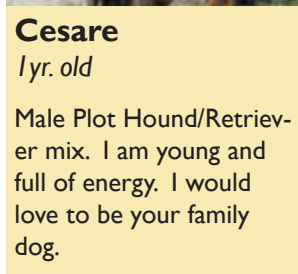 Cesare
1yr. old
Male Plot Hound/Retriev-
er mix.  I am young and
full of energy.  I would
love to be your family
dog.